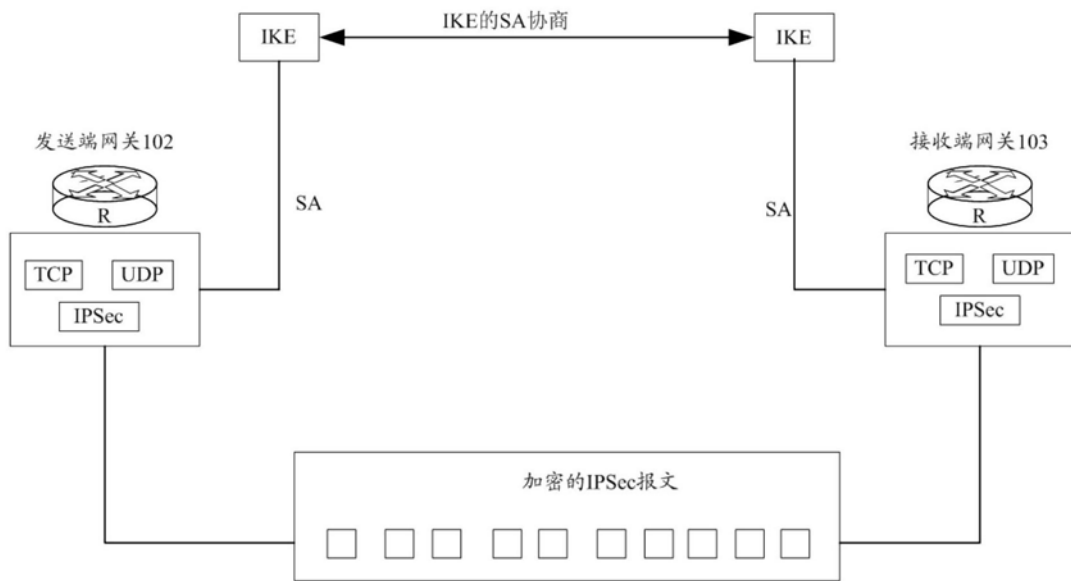 IKE
IKE的SA协商
IKE
发送端网关102
接收端网关103
R
R
SA
SA
TCP
UDP
IPSec
TCP
UDP
IPSec
加密的IPSec报文